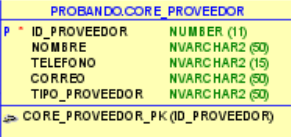 PROBANDO.CORE_PROVEEDOR
P * ID_PROVEEDOR NUMBER (11)
NOMBRE NVARCHAR2 (50)
TELEFONO NVARCHAR2 (15)
CORREO NVARCHAR2 (50)
TIPO_PROVEEDOR NVARCHAR2 (50)
CORE_PROVEEDOR_PK (ID_PROVEEDOR)